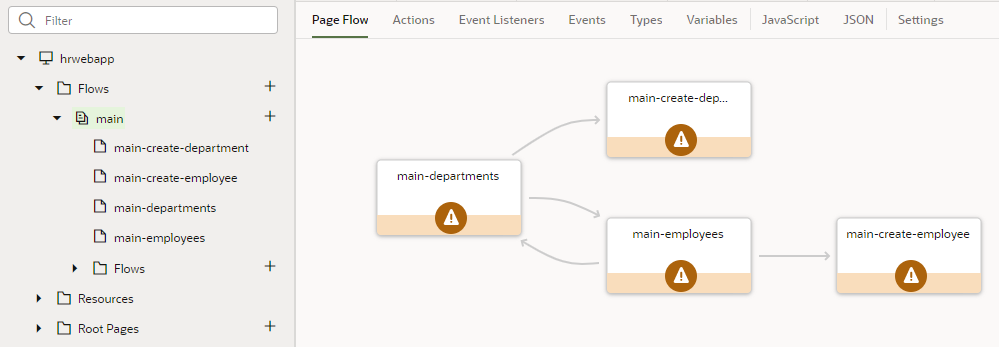 Filter
hrwebapp
Flows
main
main-create-department
main-create-employee
main-departments
main-employees
Flows
Resources
Root Pages
Page Flow Actions Event Listeners Events Types Variables JavaScript JSON Settings
main-create-dep...
main-departments
main-employees
main-create-employee